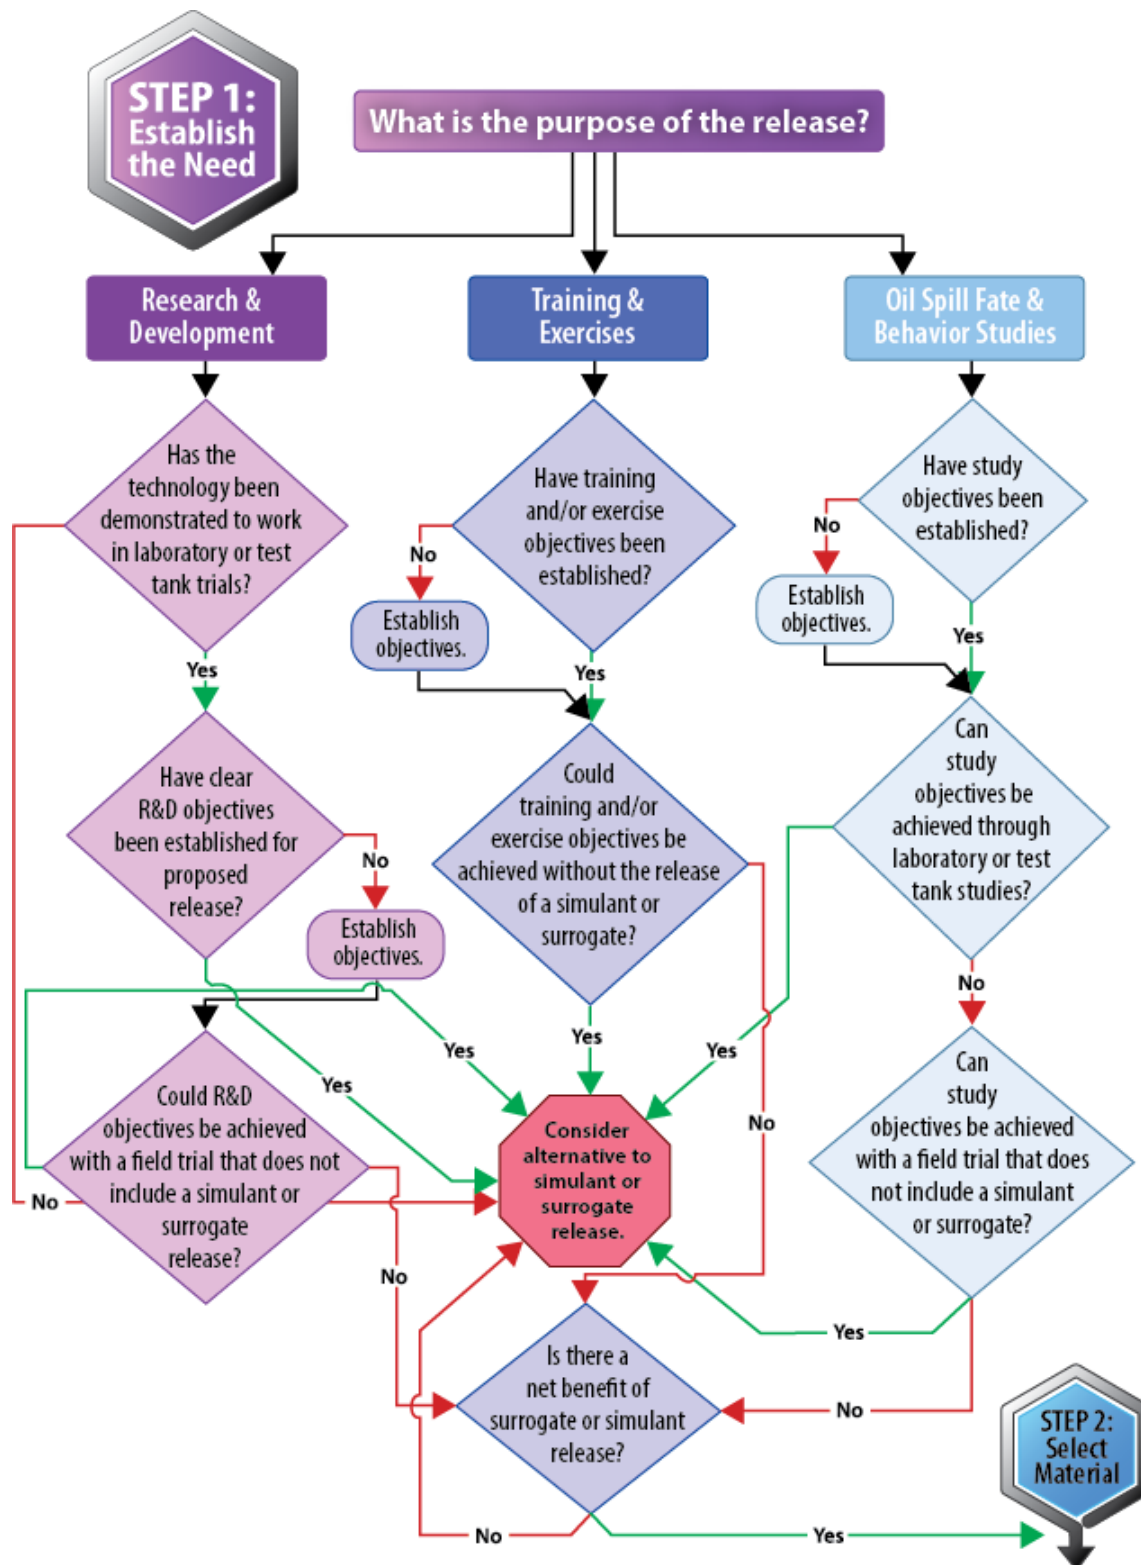 STEP 1:
Establish
the Need
What is the purpose of the release?
Research &
Development
Training &
Exercises
Oil Spill Fate &
Behavior Studies
Has the
technology been
demonstrated to work
in laboratory or test
tank trials?
Have training
and/or exercise
objectives been
established?
Have study
objectives been
established?
No
No
Establish
objectives.
Establish
objectives.
Yes
Yes
Yes
Have clear
R&D objectives
been established for
proposed
release?
Could
training and/or
exercise objectives be
achieved without the release
of a simulant or
surrogate?
Can
study
objectives be
achieved through
laboratory or test
tank studies?
No
Establish
objectives.
No
Yes
Yes
Yes
Yes
Could R&D
objectives be achieved
with a field trial that does not
include a simulant or
surrogate
release?
Consider
alternative to
simulant or
surrogate
release.
No
Can
study
objectives be achieved
with a field trial that does
not include a simulant
or surrogate?
No
No
Yes
Is there a
net benefit of
surrogate or simulant
release?
No
STEP 2:
Select
Material
No
Yes